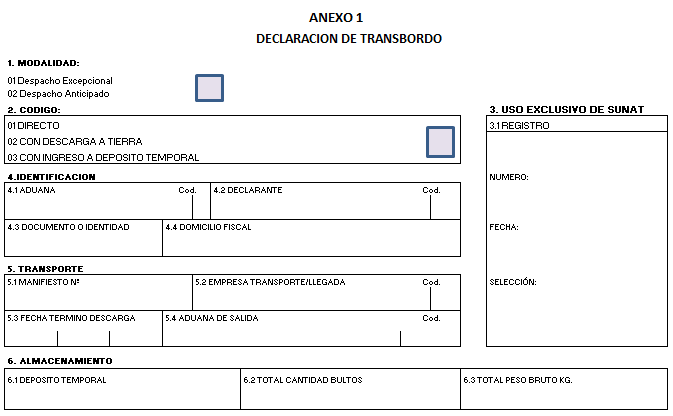 ANEXO 1
DECLARACION DE TRANSBORDO
1. MODALIDAD:
01 Despacho Excepcional
02 Despacho Anticipado
2. CODIGO:
01 DIRECTO
02 CON DESCARGA A TIERRA
03 CON INGRESO A DEPOSITO TEMPORAL
3. USO EXCLUSIVO DE SUNAT
3.1 REGISTRO
NUMERO:
FECHA:
SELECCIÓN:
4.IDENTIFICACION
4.1 ADUANA Cod. 4.2 DECLARANTE Cod.
4.3 DOCUMENTO O IDENTIDAD 4.4 DOMICILIO FISCAL
5. TRANSPORTE
5.1 MANIFIESTO Nº 5.2 EMPRESA TRANSPORTE/LLEGADA Cod.
5.3 FECHA TERMINO DESCARGA 5.4 ADUANA DE SALIDA Cod.
6. ALMACENAMIENTO
6.1 DEPOSITO TEMPORAL 6.2 TOTAL CANTIDAD BULTOS 6.3 TOTAL PESO BRUTO KG.